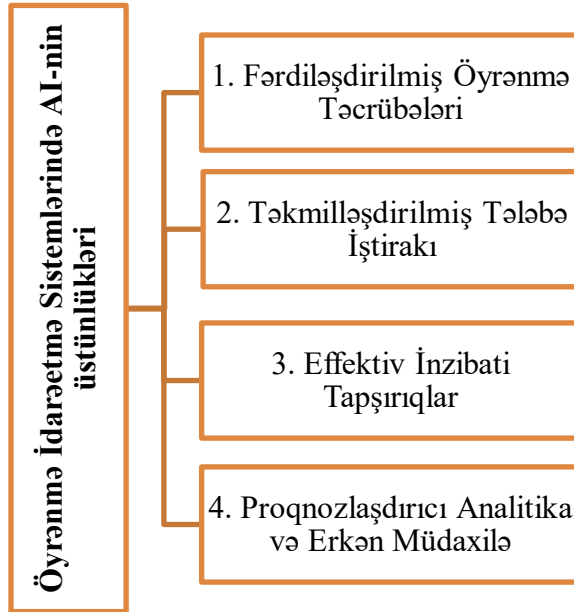 Öyrənmə İdarəetmə Sistemlərində AI-nin
üstünlükləri
1. Fərdiləşdirilmiş Öyrənmə
Təcrübələri
2. Təkmilləşdirilmiş Tələbə
İştirakı
3. Effektiv İnzibati
Tapşırıqlar
4. Proqnozlaşdırıcı Analitika
və Erkən Müdaxilə